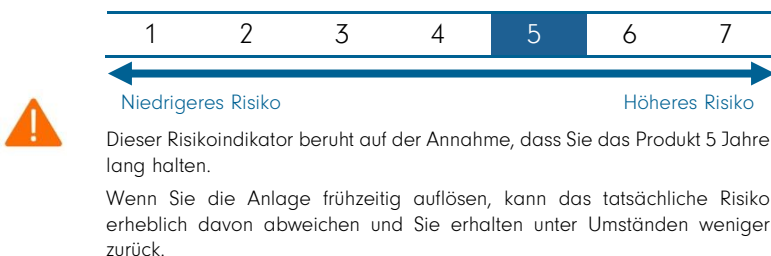 1 2 3 4 5 6 7
Niedrigeres Risiko Höheres Risiko
Dieser Risikoindikator beruht auf der Annahme, dass Sie das Produkt 5 Jahre
lang halten.
Wenn Sie die Anlage frühzeitig auflösen, kann das tatsächliche Risiko
erheblich davon abweichen und Sie erhalten unter Umständen weniger
zurück.